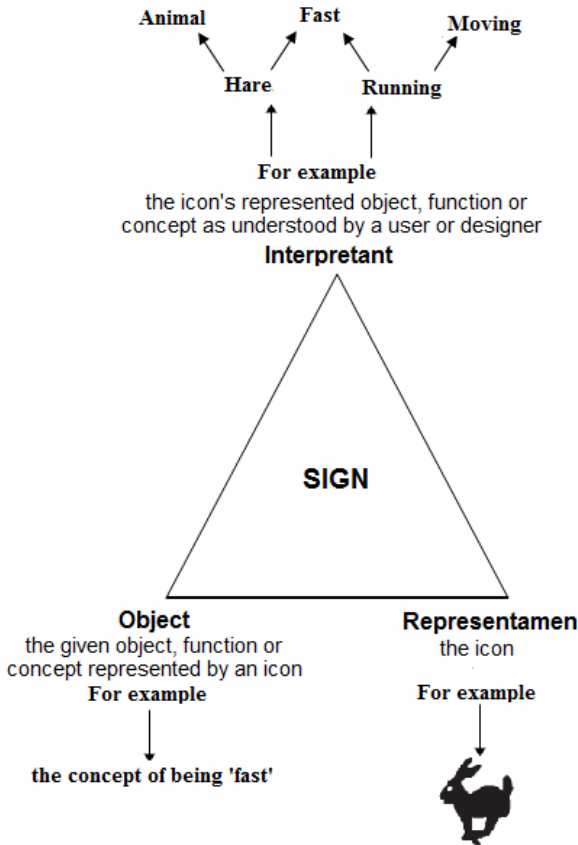 Animal
Fast
Moving
Hare
Running
For example
the icon's represented object, function or
concept as understood by a user or designer
Interpretant
SIGN
Object
the given object, function or
concept represented by an icon
For example
the concept of being 'fast'
Representamen
the icon
For example